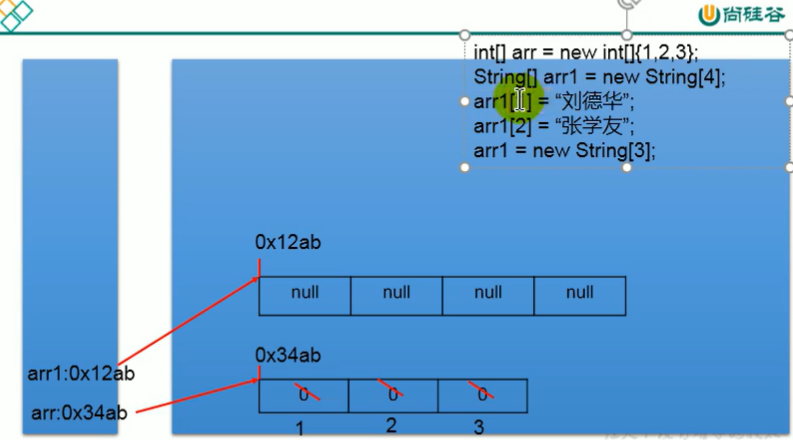 尚硅谷
int[] arr = new int[]{1,2,3};
String[] arr1 = new String[4];
arr1[1] = “刘德华”;
arr1[2] = “张学友”;
arr1 = new String[3];
0x12ab
null null null null
0x34ab
arr1:0x12ab
0 0 0
arr:0x34ab
1 2 3